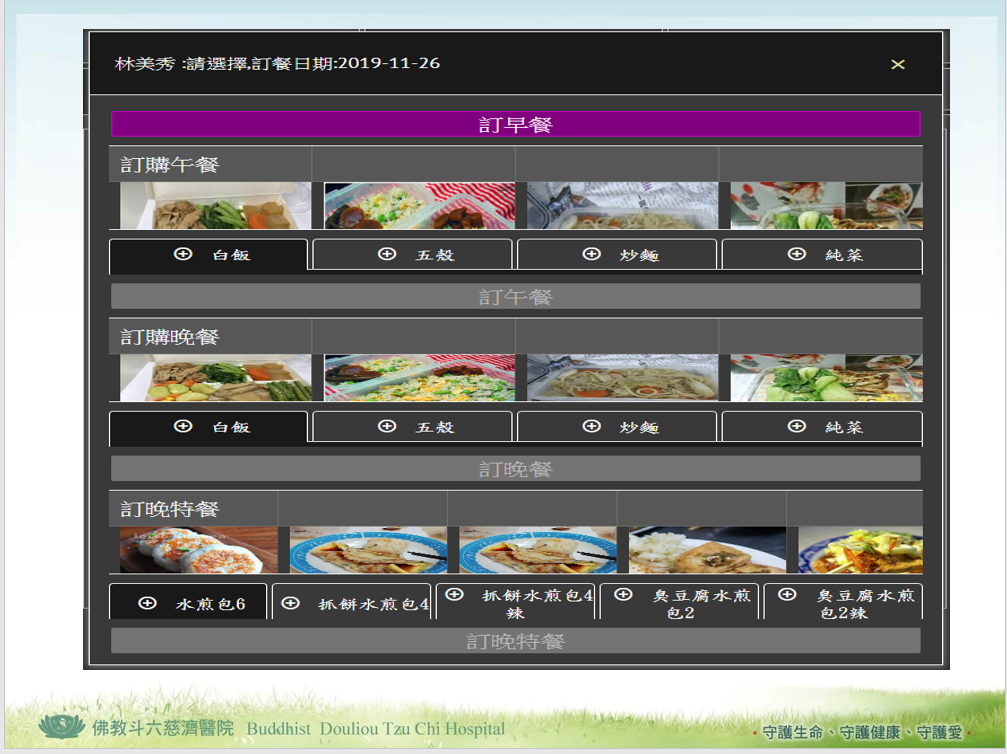 林美秀 :請選擇,訂餐日期:2019-11-26
×
訂早餐
訂購午餐
白飯
五穀
炒麵
純菜
訂午餐
訂購晚餐
白飯
五穀
炒麵
純菜
訂晚餐
訂晚特餐
水煎包6
抓餅水煎包4
抓餅水煎包4
辣
臭豆腐水煎
包2
臭豆腐水煎
包2辣
訂晚特餐
佛教斗六慈濟醫院 Buddhist Douliou Tzu Chi Hospital
• 守護生命、守護健康、守護愛 •